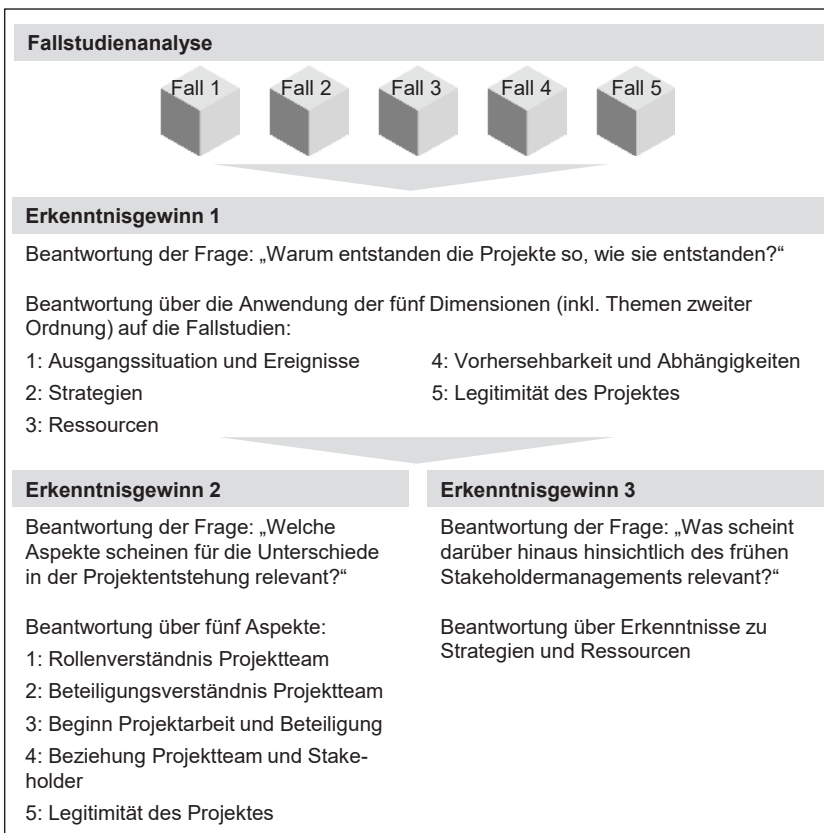 Fallstudienanalyse
Fall 1
Fall 2
Fall 3
Fall 4
Fall 5
Erkenntnisgewinn 1
Beantwortung der Frage: „Warum entstanden die Projekte so, wie sie entstanden?“
Beantwortung über die Anwendung der fünf Dimensionen (inkl. Themen zweiter
Ordnung) auf die Fallstudien:
1: Ausgangssituation und Ereignisse
2: Strategien
3: Ressourcen
4: Vorhersehbarkeit und Abhängigkeiten
5: Legitimität des Projektes
Erkenntnisgewinn 2
Beantwortung der Frage: „Welche
Aspekte scheinen für die Unterschiede
in der Projektentstehung relevant?“
Beantwortung über fünf Aspekte:
1: Rollenverständnis Projektteam
2: Beteiligungsverständnis Projektteam
3: Beginn Projektarbeit und Beteiligung
4: Beziehung Projektteam und Stake-
holder
5: Legitimität des Projektes
Erkenntnisgewinn 3
Beantwortung der Frage: „Was scheint
darüber hinaus hinsichtlich des frühen
Stakeholdermanagements relevant?“
Beantwortung über Erkenntnisse zu
Strategien und Ressourcen